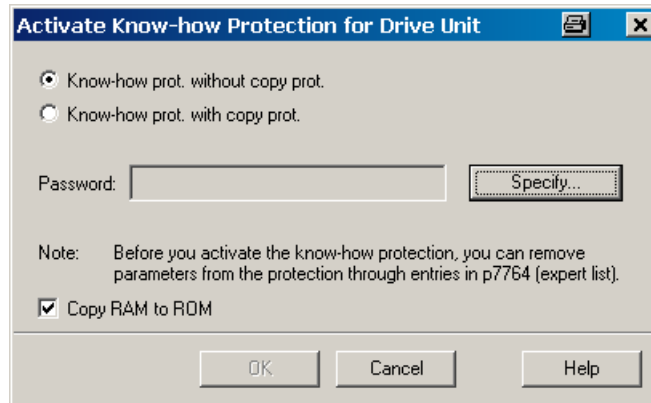 Activate Know-how Protection for Drive Unit
Know-how prot. without copy prot.
Know-how prot. with copy prot.
Password:
Specify...
Note: Before you activate the know-how protection, you can remove
parameters from the protection through entries in p7764 (expert list).
Copy RAM to ROM
OK Cancel Help